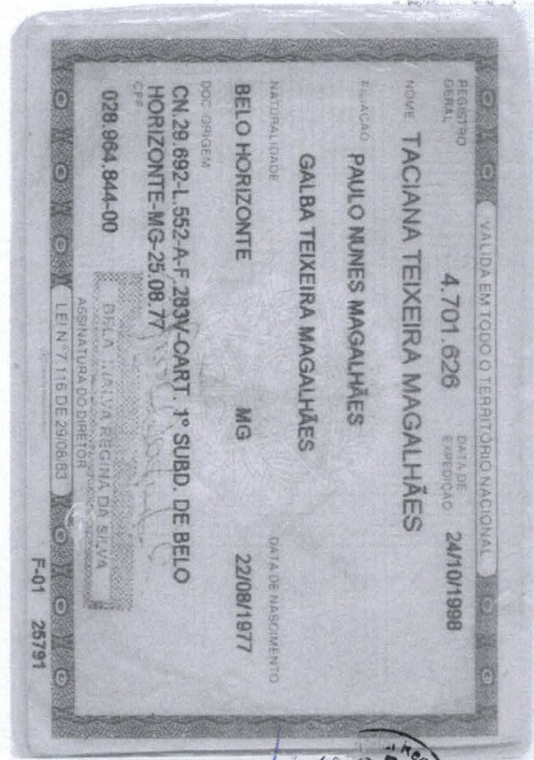 VÁLIDA EM TODO O TERRITÓRIO NACIONAL
REGISTRO GERAL 4.701.626 DATA DE EXPEDIÇÃO 24/10/1998
NOME TACIANA TEIXEIRA MAGALHÃES
FILIAÇÃO PAULO NUNES MAGALHÃES
GALBA TEIXEIRA MAGALHÃES
NATURALIDADE DATA DE NASCIMENTO
BELO HORIZONTE MG 22/08/1977
DOC ORIGEM
CN.29.692-L.552-A-F.283V-CART. 1º SUBD. DE BELO
HORIZONTE-MG-25.08.77
CPF
028.964.844-00
REGINA DA SILVA
ASSINATURA DO DIRETOR
LEI Nº 7.116 DE 29/08/83
F-01 25791